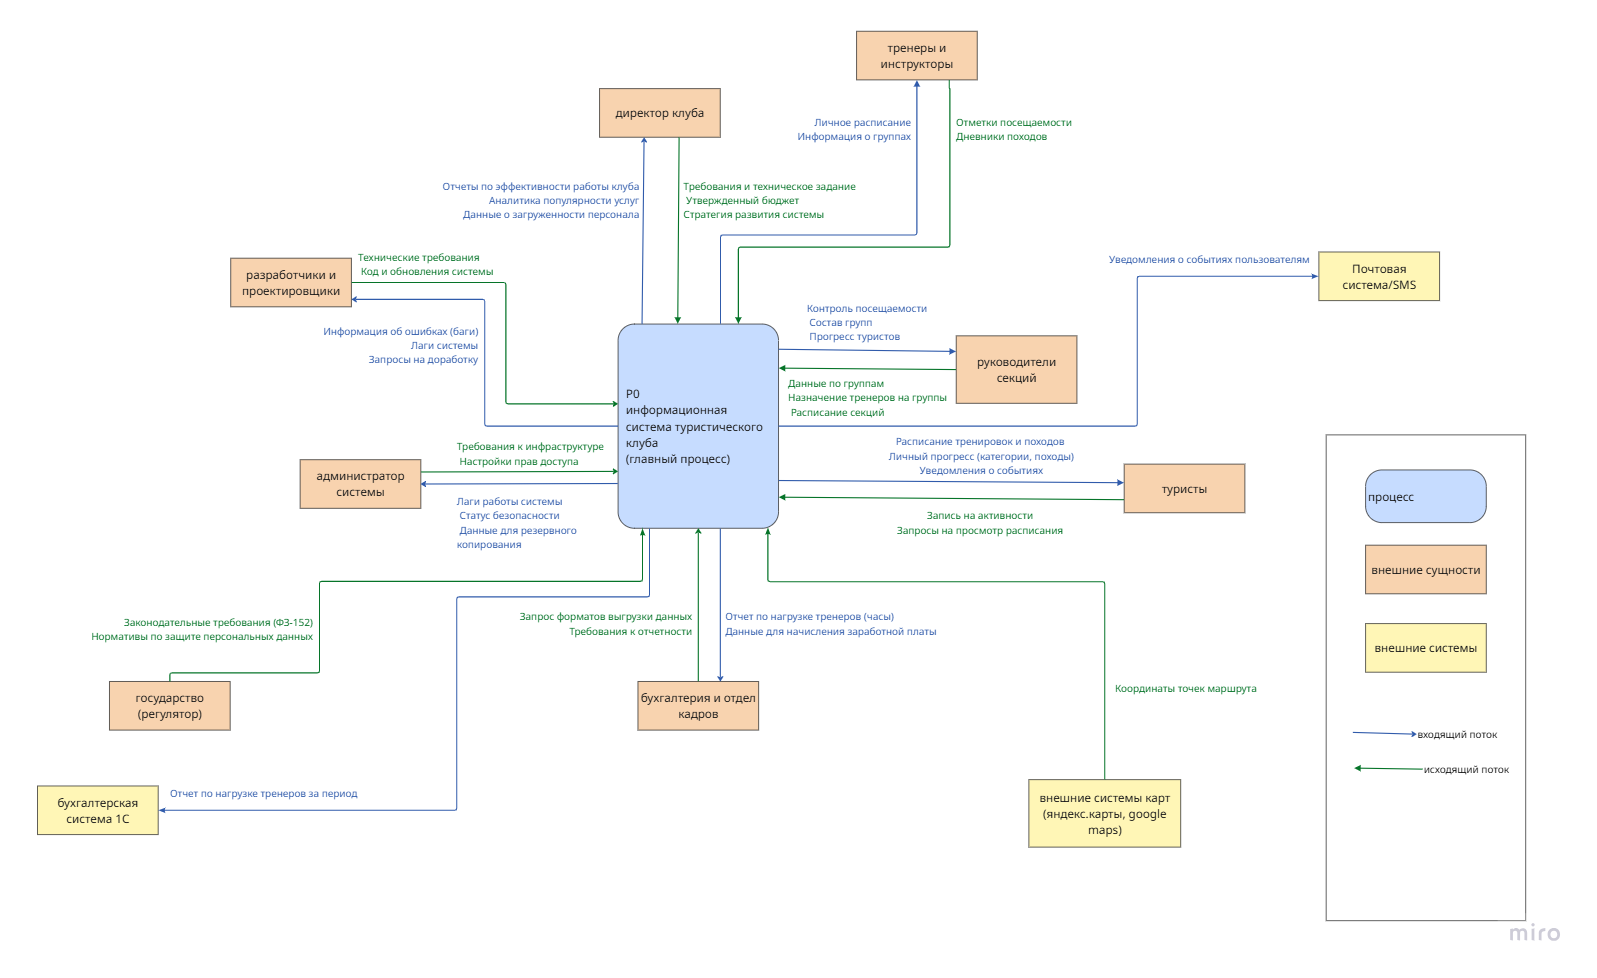 тренеры и
инструкторы
директор клуба
Личное расписание
Информация о группах
Отметки посещаемости
Дневники походов
Отчеты по эффективности работы клуба
Аналитика популярности услуг
Данные о загруженности персонала
Требования и техническое задание
Утвержденный бюджет
Стратегия развития системы
разработчики и
проектировщики
Технические требования
Код и обновления системы
Уведомления о событиях пользователям
Почтовая
система/SMS
Информация об ошибках (баги)
Лаги системы
Запросы на доработку
Контроль посещаемости
Состав групп
Прогресс туристов
руководители
секций
Данные по группам
Назначение тренеров на группы
Расписание секций
P0
информационная
система туристического
клуба
(главный процесс)
Требования к инфраструктуре
Настройки прав доступа
администратор
системы
Лаги работы системы
Статус безопасности
Данные для резервного
копирования
Расписание тренировок и походов
Личный прогресс (категории, походы)
Уведомления о событиях
туристы
Запись на активности
Запросы на просмотр расписания
Законодательные требования (ФЗ-152)
Нормативы по защите персональных данных
государство
(регулятор)
Запрос форматов выгрузки данных
Требования к отчетности
Отчет по нагрузке тренеров (часы)
Данные для начисления заработной платы
бухгалтерия и отдел
кадров
Координаты точек маршрута
внешние системы карт
(яндекс.карты, google
maps)
Отчет по нагрузке тренеров за период
бухгалтерская
система 1С
процесс
внешние сущности
внешние системы
входящий поток
исходящий поток
miro